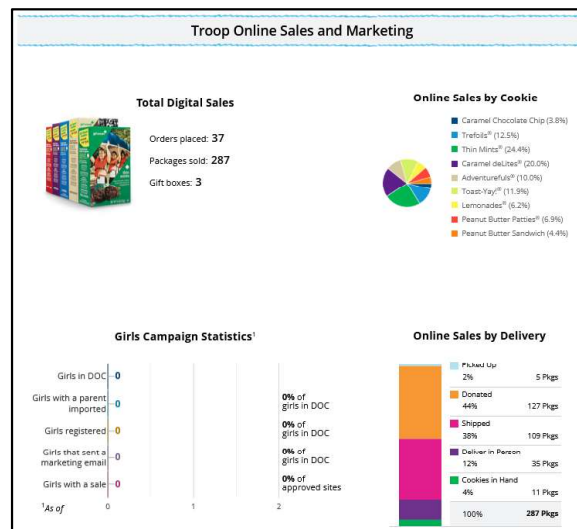 Troop Online Sales and Marketing
Total Digital Sales
Orders placed: 37
Packages sold: 287
Gift boxes: 3
Online Sales by Cookie
Caramel Chocolate Chip (3.8%)
Trefoils® (12.5%)
Thin Mints® (24.4%)
Caramel deLites® (20.0%)
Adventurefuls® (10.0%)
Toast-Yay!® (11.9%)
Lemonades® (6.2%)
Peanut Butter Patties® (6.9%)
Peanut Butter Sandwich (4.4%)
Girls Campaign Statistics¹
Girls in DOC 0
Girls with a parent
imported 0
0% of
girls in DOC
Girls registered 0
0% of
girls in DOC
Girls that sent a
marketing email 0
0% of
girls in DOC
Girls with a sale 0
0% of
approved sites
0 1 2
¹As of
Online Sales by Delivery
Picked Up
2% 5 Pkgs
Donated
44% 127 Pkgs
Shipped
38% 109 Pkgs
Deliver in Person
12% 35 Pkgs
Cookies in Hand
4% 11 Pkgs
100% 287 Pkgs